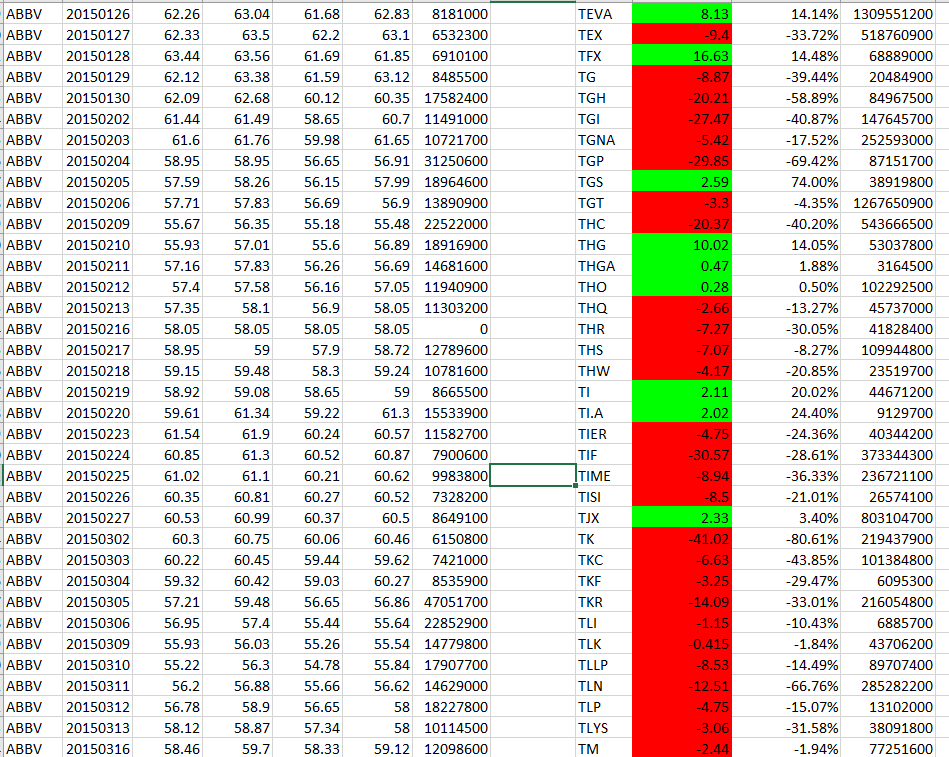 ABBV 20150126 62.26 63.04 61.68 62.83 8181000 TEVA 8.13 14.14% 1309551200
ABBV 20150127 62.33 63.5 62.2 63.1 6532300 TEX -9.4 -33.72% 518760900
ABBV 20150128 63.44 63.56 61.69 61.85 6910100 TFX 16.63 14.48% 68889000
ABBV 20150129 62.12 63.38 61.59 63.12 8485500 TG -8.87 -39.44% 20484900
ABBV 20150130 62.09 62.68 60.12 60.35 17582400 TGH -20.21 -58.89% 84967500
ABBV 20150202 61.44 61.49 58.65 60.7 11491000 TGI -27.47 -40.87% 147645700
ABBV 20150203 61.6 61.76 59.98 61.65 10721700 TGNA -5.42 -17.52% 252593000
ABBV 20150204 58.95 58.95 56.65 56.91 31250600 TGP -29.85 -69.42% 87151700
ABBV 20150205 57.59 58.26 56.15 57.99 18964600 TGS 2.59 74.00% 38919800
ABBV 20150206 57.71 57.83 56.69 56.9 13890900 TGT -3.3 -4.35% 1267650900
ABBV 20150209 55.67 56.35 55.18 55.48 22522000 THC -20.37 -40.20% 543666500
ABBV 20150210 55.93 57.01 55.6 56.89 18916900 THG 10.02 14.05% 53037800
ABBV 20150211 57.16 57.83 56.26 56.69 14681600 THGA 0.47 1.88% 3164500
ABBV 20150212 57.4 57.58 56.16 57.05 11940900 THO 0.28 0.50% 102292500
ABBV 20150213 57.35 58.1 56.9 58.05 11303200 THQ -2.66 -13.27% 45737000
ABBV 20150216 58.05 58.05 58.05 58.05 0 THR -7.27 -30.05% 41828400
ABBV 20150217 58.95 59 57.9 58.72 12789600 THS -7.07 -8.27% 109944800
ABBV 20150218 59.15 59.48 58.3 59.24 10781600 THW -4.17 -20.85% 23519700
ABBV 20150219 58.92 59.08 58.65 59 8665500 TI 2.11 20.02% 44671200
ABBV 20150220 59.61 61.34 59.22 61.3 15533900 TI.A 2.02 24.40% 9129700
ABBV 20150223 61.54 61.9 60.24 60.57 11582700 TIER -4.75 -24.36% 40344200
ABBV 20150224 60.85 61.3 60.52 60.87 7900600 TIF -30.57 -28.61% 373344300
ABBV 20150225 61.02 61.1 60.21 60.62 9983800 TIME -8.94 -36.33% 236721100
ABBV 20150226 60.35 60.81 60.27 60.52 7328200 TISI -8.5 -21.01% 26574100
ABBV 20150227 60.53 60.99 60.37 60.5 8649100 TJX 2.33 3.40% 803104700
ABBV 20150302 60.3 60.75 60.06 60.46 6150800 TK -41.02 -80.61% 219437900
ABBV 20150303 60.22 60.45 59.44 59.62 7421000 TKC -6.63 -43.85% 101384800
ABBV 20150304 59.32 60.42 59.03 60.27 8535900 TKF -3.25 -29.47% 6095300
ABBV 20150305 57.21 59.48 56.65 56.86 47051700 TKR -14.09 -33.01% 216054800
ABBV 20150306 56.95 57.4 55.44 55.64 22852900 TLI -1.15 -10.43% 6885700
ABBV 20150309 55.93 56.03 55.26 55.54 14779800 TLK -0.415 -1.84% 43706200
ABBV 20150310 55.22 56.3 54.78 55.84 17907700 TLLP -8.53 -14.49% 89707400
ABBV 20150311 56.2 56.88 55.66 56.62 14629000 TLN -12.51 -66.76% 285282200
ABBV 20150312 56.78 58.9 56.65 58 18227800 TLP -4.75 -15.07% 13102000
ABBV 20150313 58.12 58.87 57.34 58 10114500 TLYS -3.06 -31.58% 38091800
ABBV 20150316 58.46 59.7 58.33 59.12 12098600 TM -2.44 -1.94% 77251600